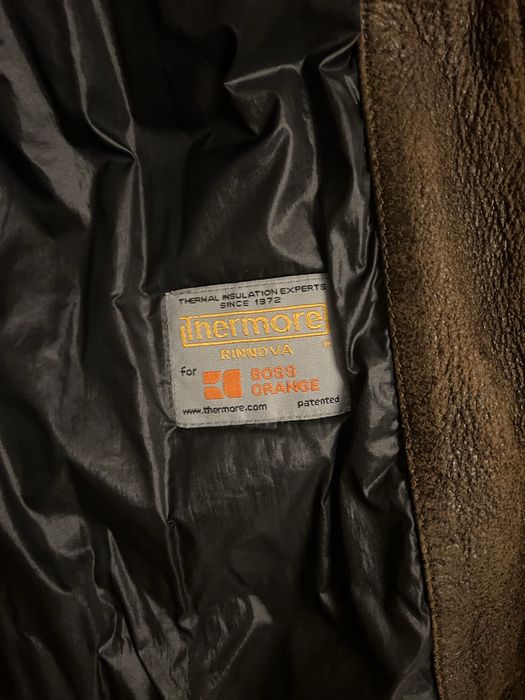 THERMAL INSULATION EXPERTS
SINCE 1972
Thermore
RINNOVA ®
for BOSS
ORANGE
www.thermore.com patented